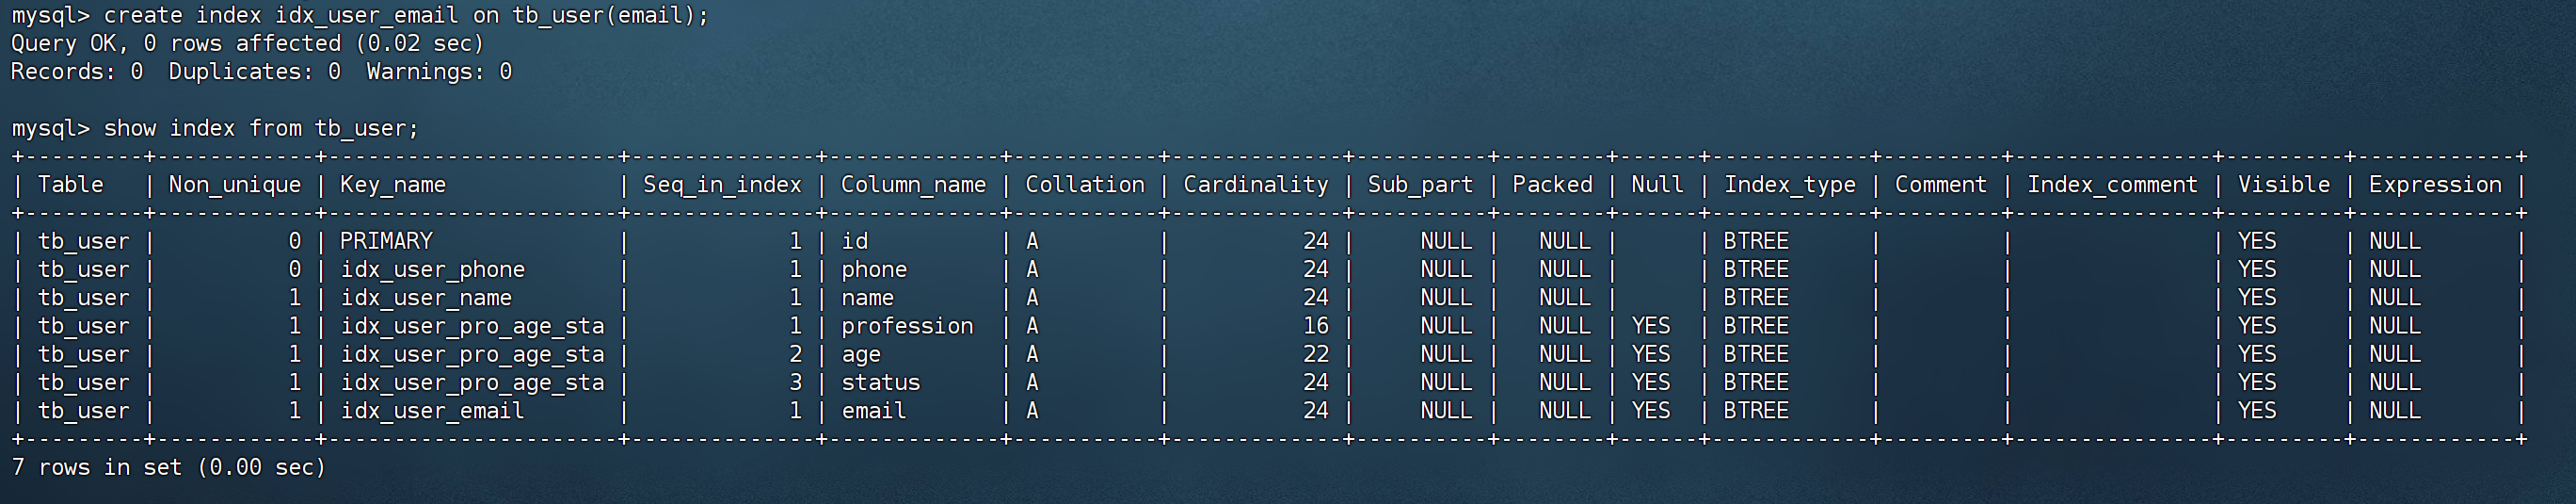 mysql> create index idx_user_email on tb_user(email);
Query OK, 0 rows affected (0.02 sec)
Records: 0  Duplicates: 0  Warnings: 0

mysql> show index from tb_user;
+---------+------------+----------------------+--------------+-------------+-----------+-------------+----------+--------+------+------------+---------+---------------+---------+------------+
| Table   | Non_unique | Key_name             | Seq_in_index | Column_name | Collation | Cardinality | Sub_part | Packed | Null | Index_type | Comment | Index_comment | Visible | Expression |
+---------+------------+----------------------+--------------+-------------+-----------+-------------+----------+--------+------+------------+---------+---------------+---------+------------+
| tb_user |          0 | PRIMARY              |            1 | id          | A         |          24 |     NULL |   NULL |      | BTREE      |         |               | YES     | NULL       |
| tb_user |          0 | idx_user_phone       |            1 | phone       | A         |          24 |     NULL |   NULL |      | BTREE      |         |               | YES     | NULL       |
| tb_user |          1 | idx_user_name        |            1 | name        | A         |          24 |     NULL |   NULL |      | BTREE      |         |               | YES     | NULL       |
| tb_user |          1 | idx_user_pro_age_sta |            1 | profession  | A         |          16 |     NULL |   NULL | YES  | BTREE      |         |               | YES     | NULL       |
| tb_user |          1 | idx_user_pro_age_sta |            2 | age         | A         |          22 |     NULL |   NULL | YES  | BTREE      |         |               | YES     | NULL       |
| tb_user |          1 | idx_user_pro_age_sta |            3 | status      | A         |          24 |     NULL |   NULL | YES  | BTREE      |         |               | YES     | NULL       |
| tb_user |          1 | idx_user_email       |            1 | email       | A         |          24 |     NULL |   NULL | YES  | BTREE      |         |               | YES     | NULL       |
+---------+------------+----------------------+--------------+-------------+-----------+-------------+----------+--------+------+------------+---------+---------------+---------+------------+
7 rows in set (0.00 sec)